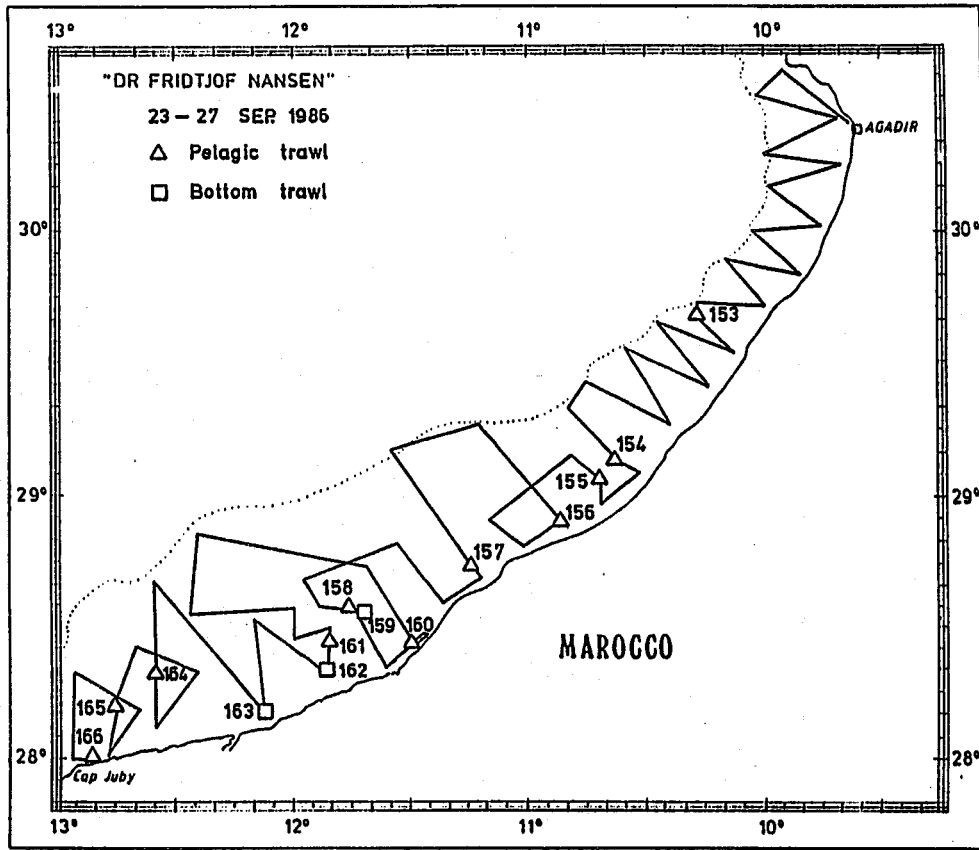 13° 12° 11° 10°
"DR FRIDTJOF NANSEN"
23 – 27 SEP. 1986
△ Pelagic trawl
□ Bottom trawl
AGADIR
30° 30°
153
154
155
29° 29°
156
157
158
159
160
161
162
MAROCCO
164
165
163
166
28° 28°
Cap Juby
13° 12° 11° 10°